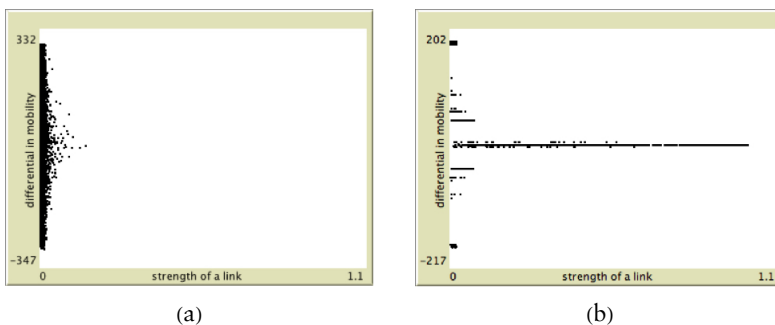 332
differential in mobility
-347
0 strength of a link 1.1
(a)
202
differential in mobility
-217
0 strength of a link 1.1
(b)